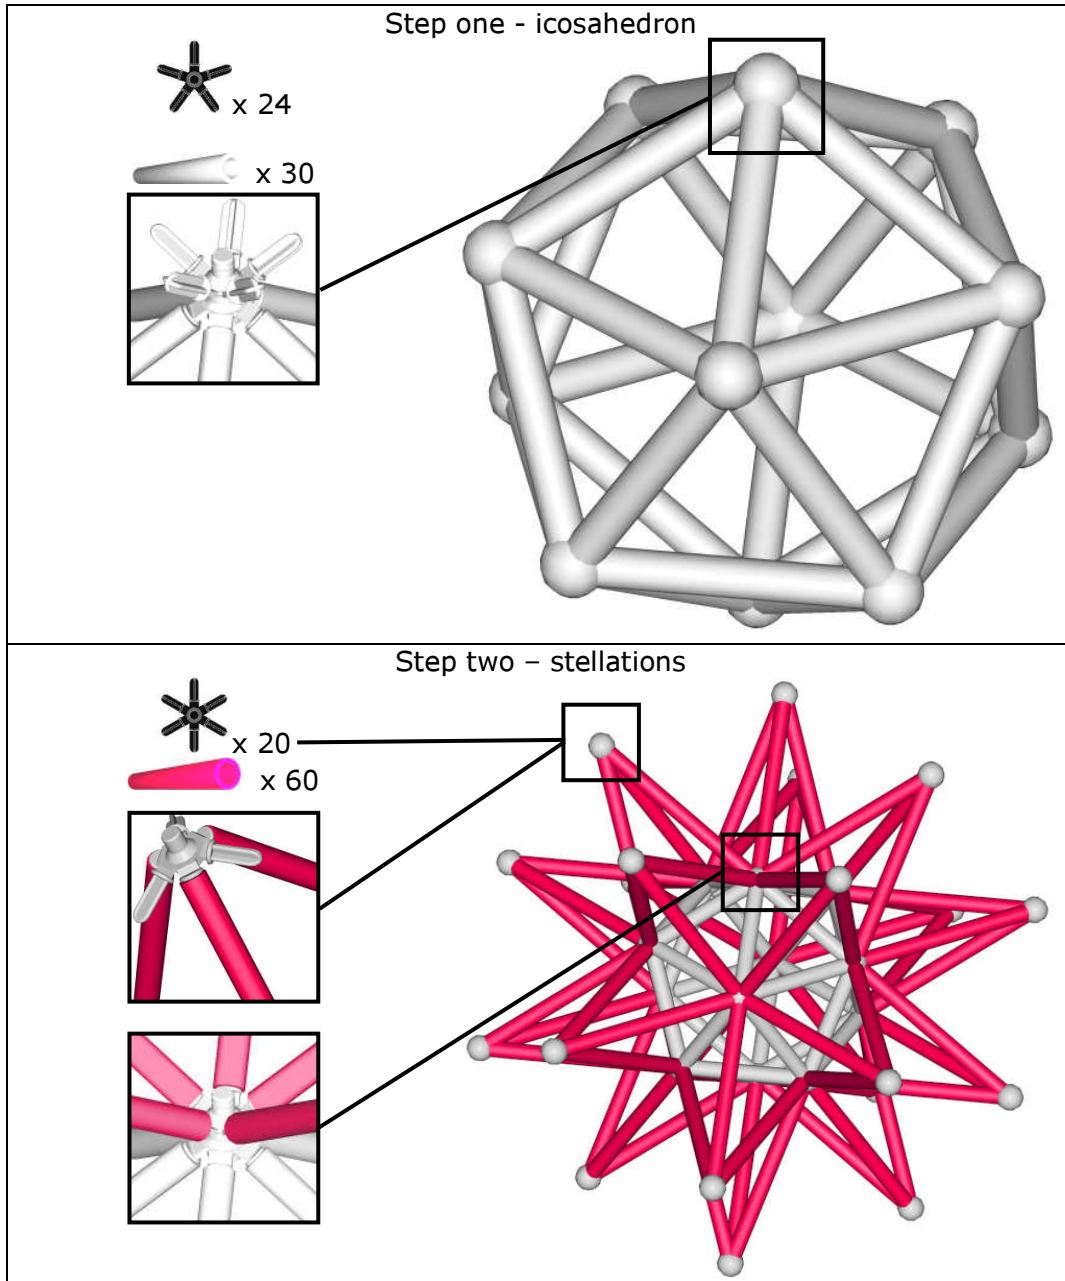 Step one - icosahedron
x 24
x 30
Step two – stellations
x 20
x 60